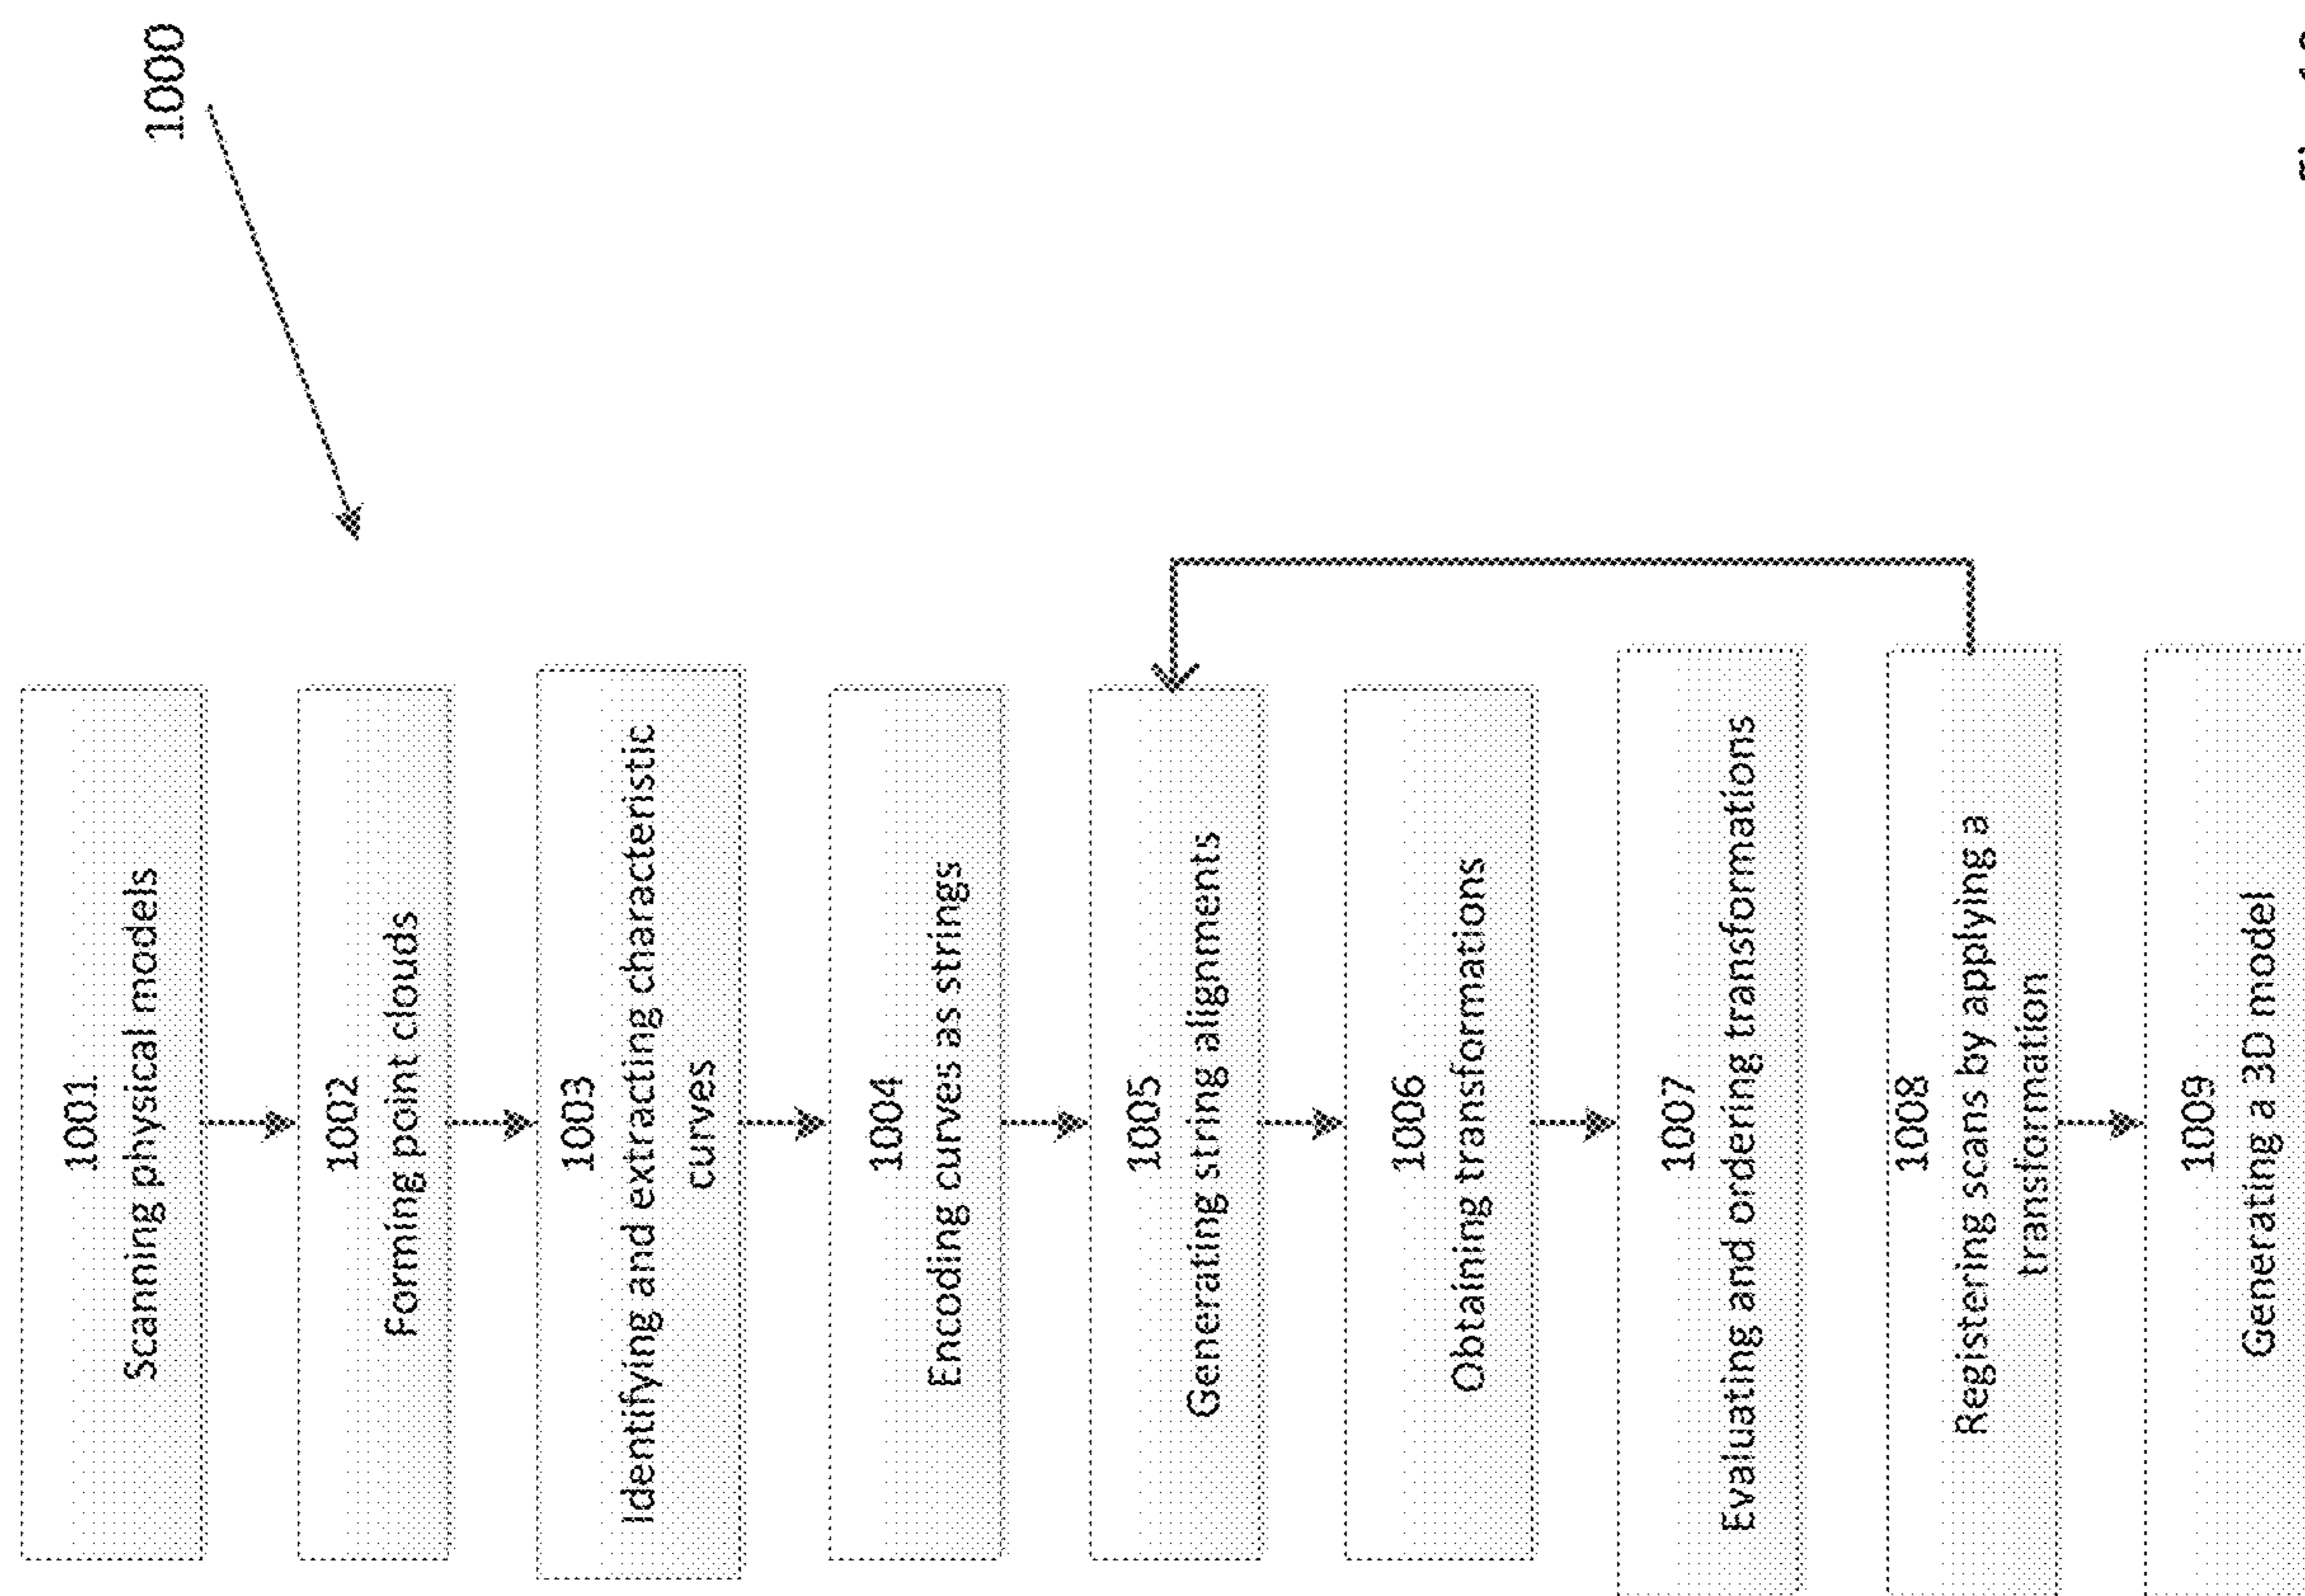 1000
1001
Scanning physical models
1002
Forming point clouds
1003
Identifying and extracting characteristic
curves
1004
Encoding curves as strings
1005
Generating string alignments
1006
Obtaining transformations
1007
Evaluating and ordering transformations
1008
Registering scans by applying a
transformation
1009
Generating a 3D model